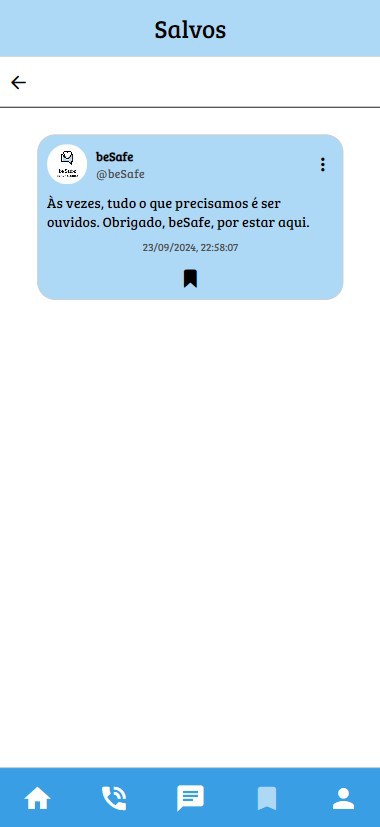 Salvos
beSafe
@beSafe
Às vezes, tudo o que precisamos é ser
ouvidos. Obrigado, beSafe, por estar aqui.
23/09/2024, 22:58:07